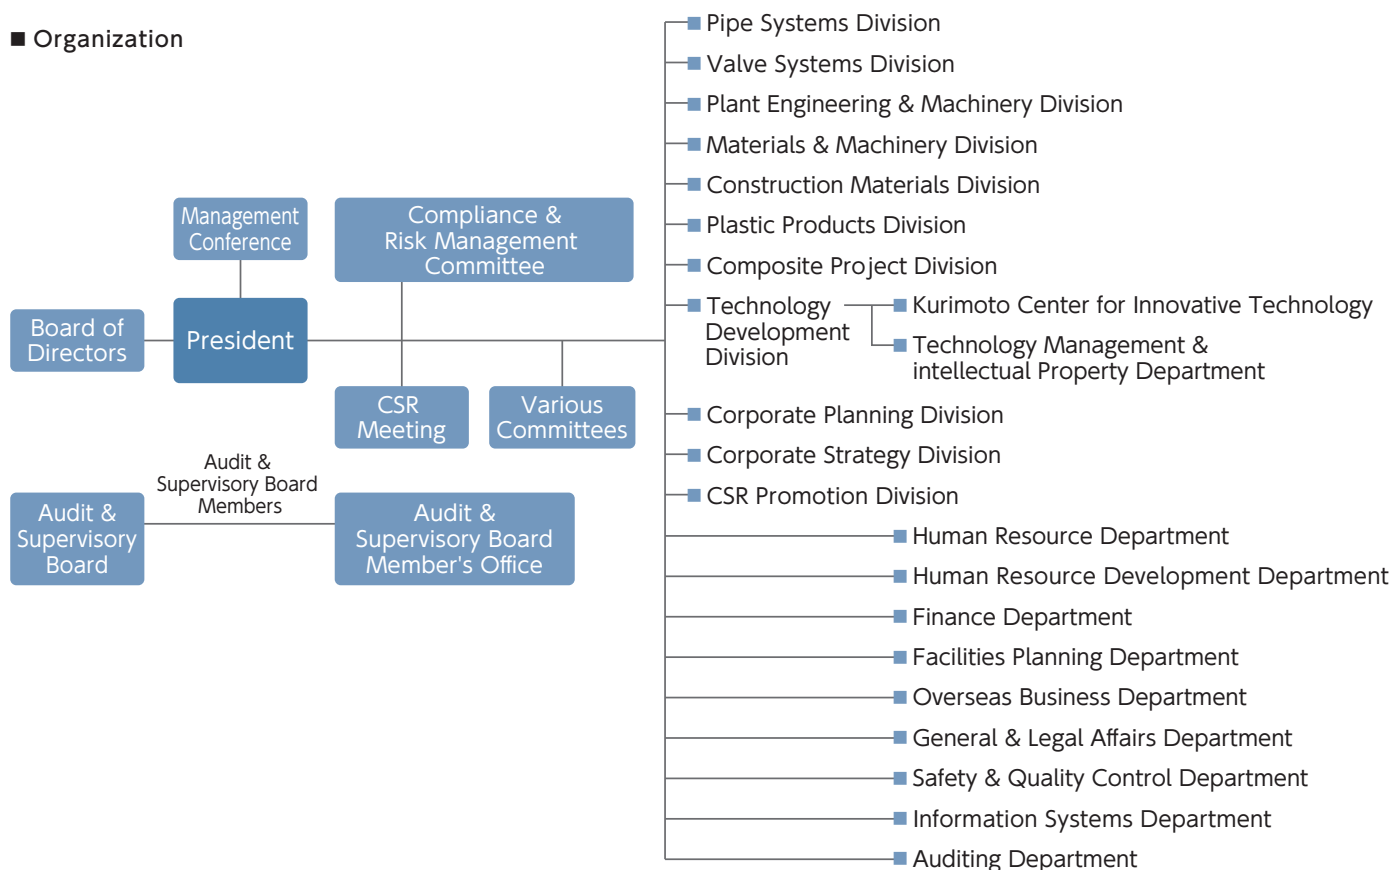 ■ Organization
Management
Conference
Compliance &
Risk Management
Committee
Board of
Directors
President
CSR
Meeting
Various
Committees
Audit &
Supervisory
Board
Audit &
Supervisory Board
Members
Audit &
Supervisory Board
Member's Office
Pipe Systems Division
Valve Systems Division
Plant Engineering & Machinery Division
Materials & Machinery Division
Construction Materials Division
Plastic Products Division
Composite Project Division
Technology
Development
Division
Kurimoto Center for Innovative Technology
Technology Management &
intellectual Property Department
Corporate Planning Division
Corporate Strategy Division
CSR Promotion Division
Human Resource Department
Human Resource Development Department
Finance Department
Facilities Planning Department
Overseas Business Department
General & Legal Affairs Department
Safety & Quality Control Department
Information Systems Department
Auditing Department